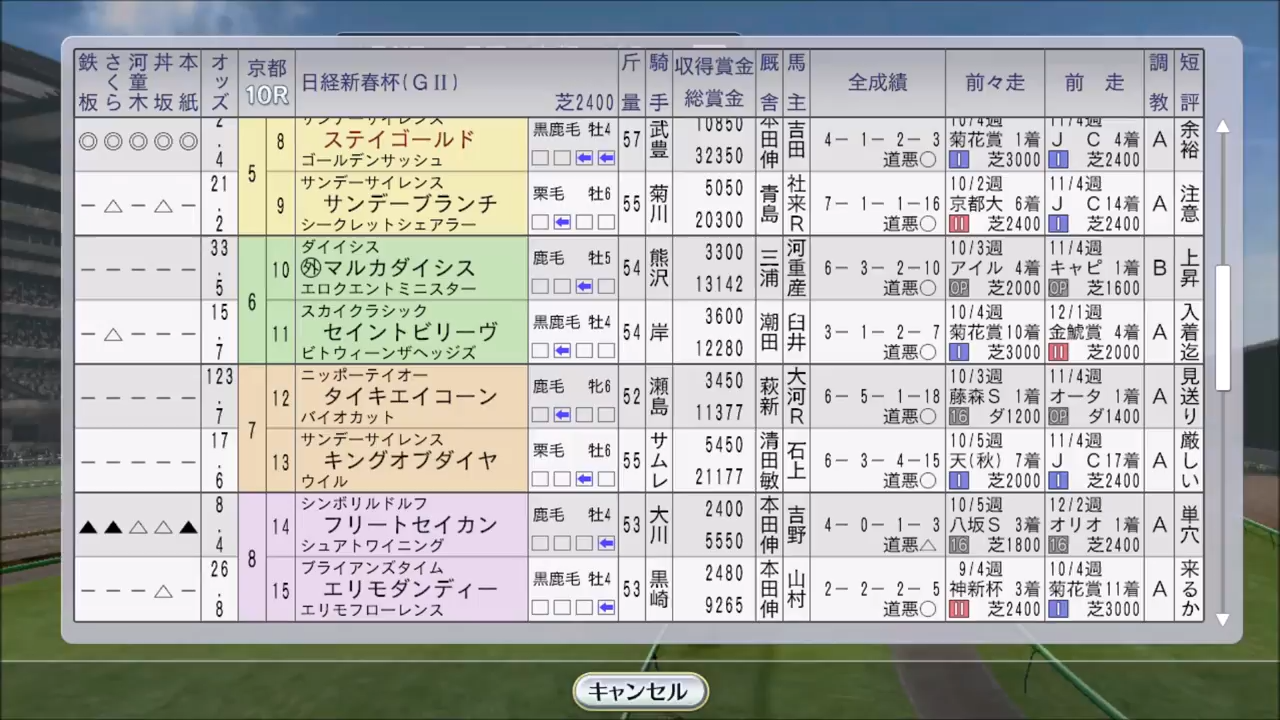 鉄板 さくら 河童木 丼坂 本紙 オッズ 京都 10R 日経新春杯(GⅡ) 芝2400 斤量 騎手 収得賞金 総賞金 厩舎 馬主 全成績 前々走 前 走 調教 短評
◎ ◎ ◎ ◎ ◎ 2.4 5 8 サンデーサイレンス 黒鹿毛 牡4 57 武豊 10850 本田伸 吉田 4-1-2-3 10/4週 11/4週 A 余裕
ステイゴールド 菊花賞 1着 J C 4着
ゴールデンサッシュ 32350 道悪○ Ⅰ 芝3000 Ⅰ 芝2400
- △ - △ - 21.2 9 サンデーサイレンス 栗毛 牡6 55 菊川 5050 青島 社来R 7-1-1-16 10/2週 11/4週 A 注意
サンデーブランチ 京都大 6着 J C14着
シークレットシェアラー 20300 道悪○ Ⅱ 芝2400 Ⅰ 芝2400
- - - - - 33.5 6 10 ダイイシス 鹿毛 牡5 54 熊沢 3300 三浦 河重産 6-3-2-10 10/3週 11/4週 B 上昇
外マルカダイシス アイル 4着 キャピ 1着
エロクエントミニスター 13142 道悪○ OP 芝2000 OP 芝1600
- △ - - - 15.7 11 スカイクラシック 黒鹿毛 牡4 54 岸 3600 潮田 臼井 3-1-2-7 10/4週 12/1週 A 入着迄
セイントビリーヴ 菊花賞10着 金鯱賞 4着
ビトウィーンザヘッジズ 12280 道悪○ Ⅰ 芝3000 Ⅱ 芝2000
- - - - - 123.7 7 12 ニッポーテイオー 鹿毛 牝6 52 瀬島 3450 萩新 大河R 6-5-1-18 10/3週 11/4週 A 見送り
タイキエイコーン 藤森S 1着 オータ 1着
バイオカット 11377 道悪○ 16 ダ1200 OP ダ1400
- - - - - 17.6 13 サンデーサイレンス 栗毛 牡6 55 サムレ 5450 清田敏 石上 6-3-4-15 10/5週 11/4週 A 厳しい
キングオブダイヤ 天(秋) 7着 J C17着
ウイル 21177 道悪○ Ⅰ 芝2000 Ⅰ 芝2400
▲ ▲ △ △ ▲ 8.4 8 14 シンボリルドルフ 鹿毛 牡4 53 大川 2400 本田伸 吉野 4-0-1-3 10/5週 12/2週 A 単穴
フリートセイカン 八坂S 3着 オリオ 1着
シュアトワイニング 5550 道悪△ 16 芝1800 16 芝2400
- - - △ - 26.8 15 ブライアンズタイム 黒鹿毛 牡4 53 黒崎 2480 本田伸 山村 2-2-2-5 9/4週 10/4週 A 来るか
エリモダンディー 神新杯 3着 菊花賞11着
エリモフローレンス 9265 道悪○ Ⅱ 芝2400 Ⅰ 芝3000
キャンセル